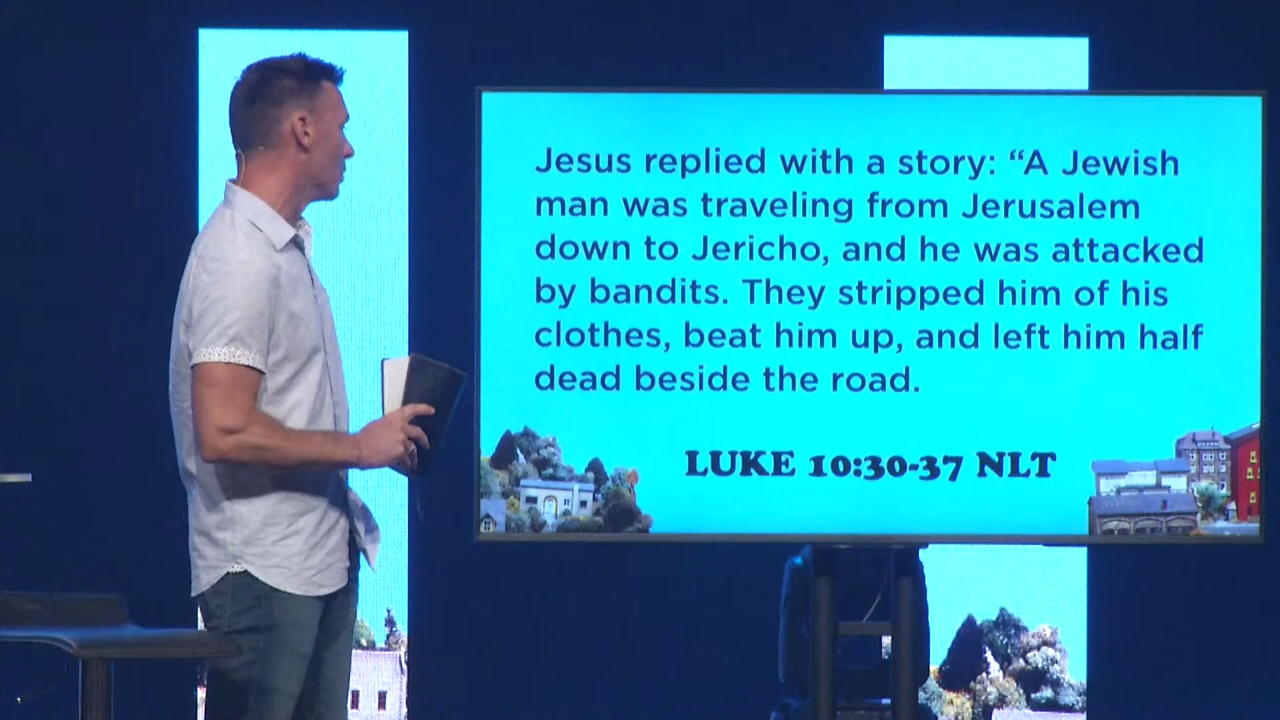 Jesus replied with a story: “A Jewish
man was traveling from Jerusalem
down to Jericho, and he was attacked
by bandits. They stripped him of his
clothes, beat him up, and left him half
dead beside the road.
LUKE 10:30-37 NLT